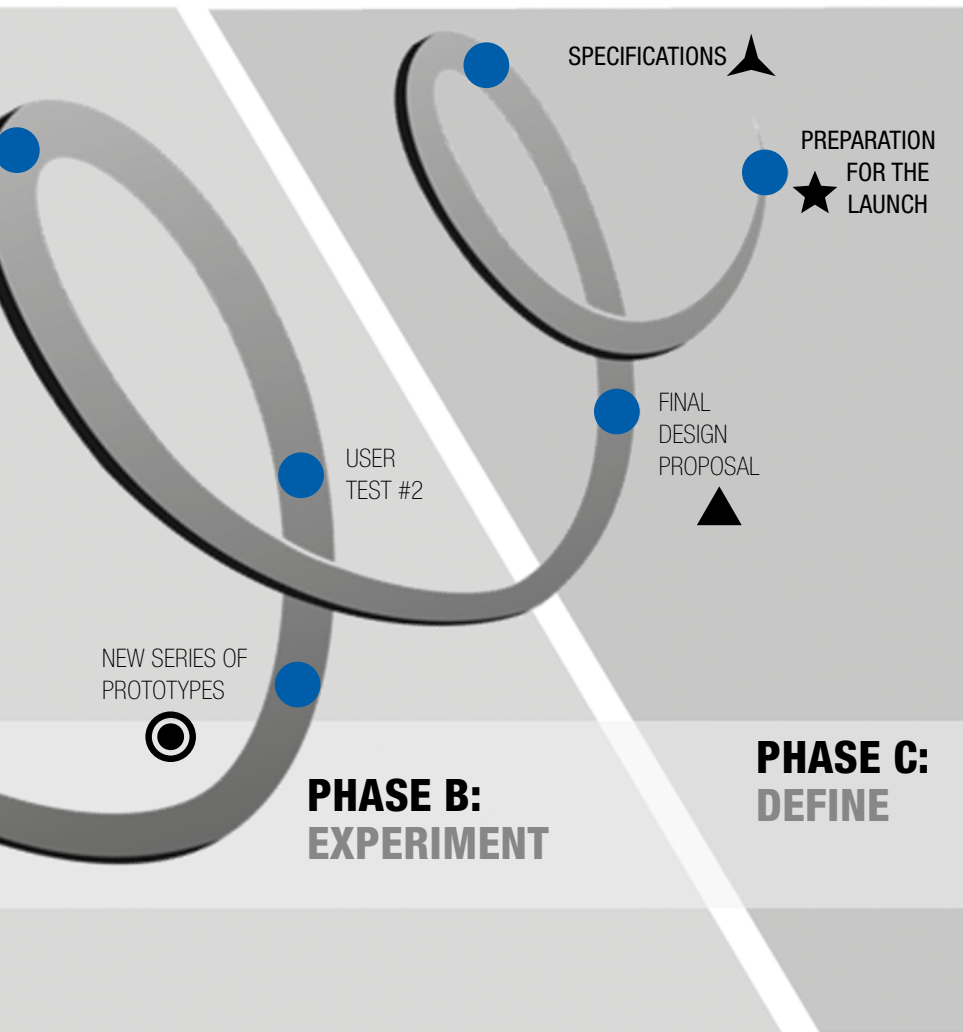 SPECIFICATIONS
PREPARATION
FOR THE
LAUNCH
FINAL
DESIGN
PROPOSAL
USER
TEST #2
NEW SERIES OF
PROTOTYPES
PHASE B:
EXPERIMENT
PHASE C:
DEFINE